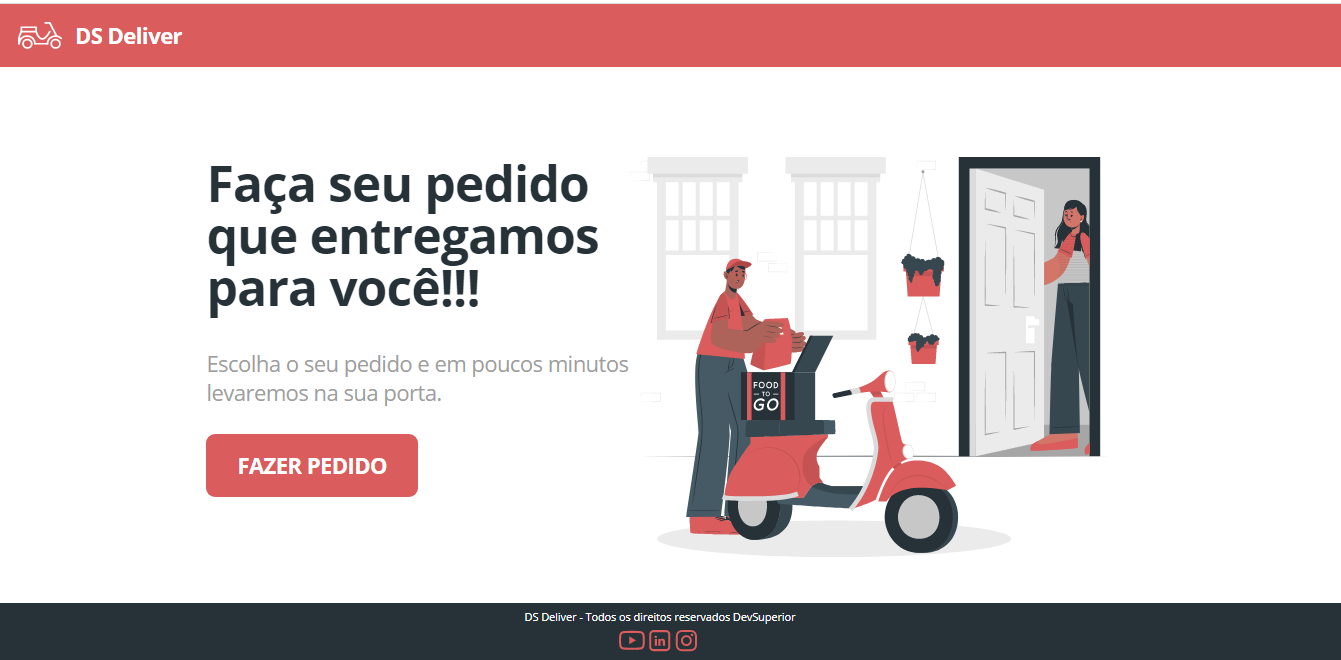 DS Deliver
Faça seu pedido
que entregamos
para você!!!
Escolha o seu pedido e em poucos minutos
levaremos na sua porta.
FAZER PEDIDO
FOOD
TO
GO
DS Deliver - Todos os direitos reservados DevSuperior
in